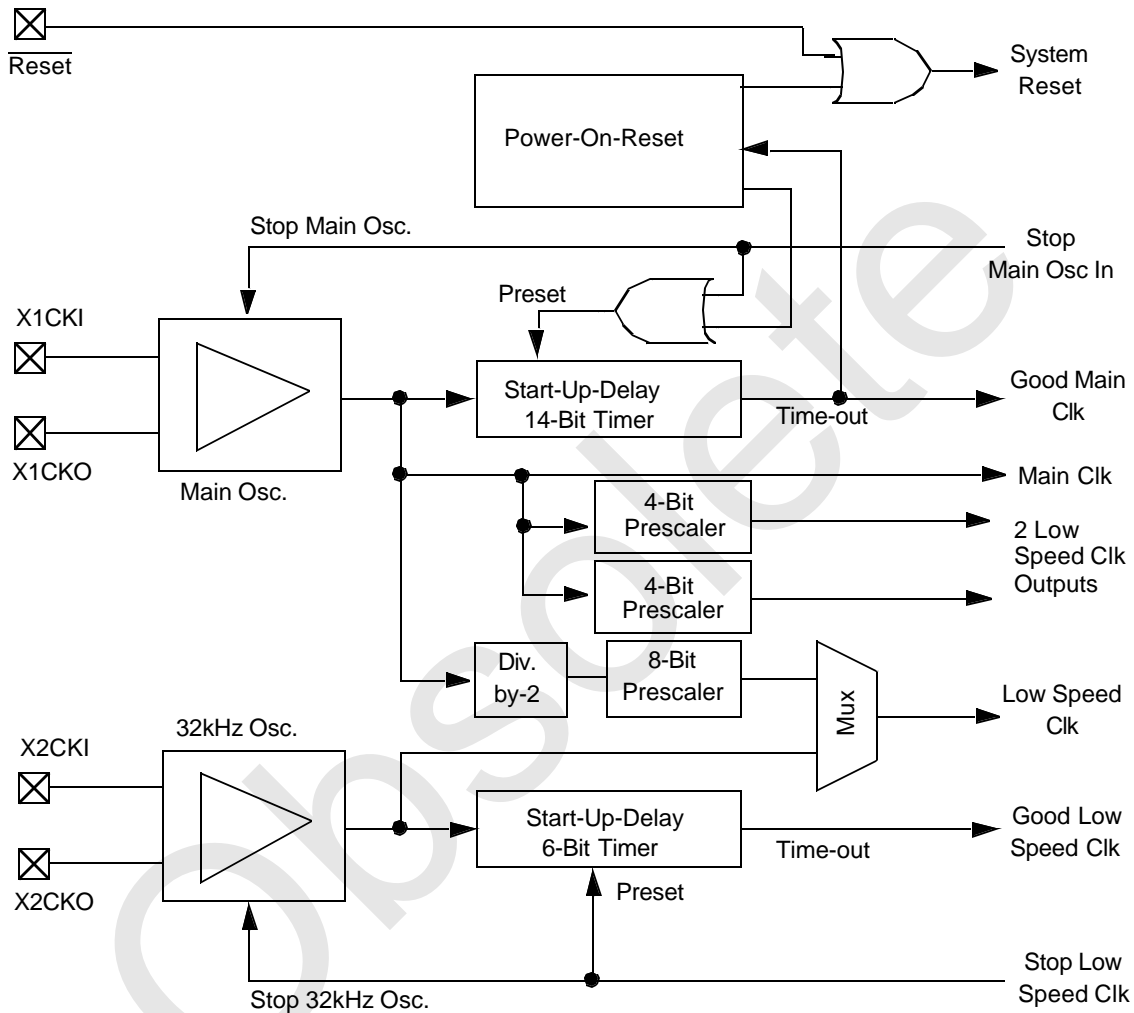 Reset
System
Reset
Power-On-Reset
Stop Main Osc.
Stop
Main Osc In
Preset
X1CKI
Start-Up-Delay
14-Bit Timer
Good Main
Clk
Time-out
X1CKO
Main Osc.
Main Clk
4-Bit
Prescaler
2 Low
Speed Clk
Outputs
4-Bit
Prescaler
Div.
by-2
8-Bit
Prescaler
Mux
Low Speed
Clk
32kHz Osc.
X2CKI
Start-Up-Delay
6-Bit Timer
Good Low
Speed Clk
Time-out
X2CKO
Preset
Stop Low
Speed Clk
Stop 32kHz Osc.
Obsolete